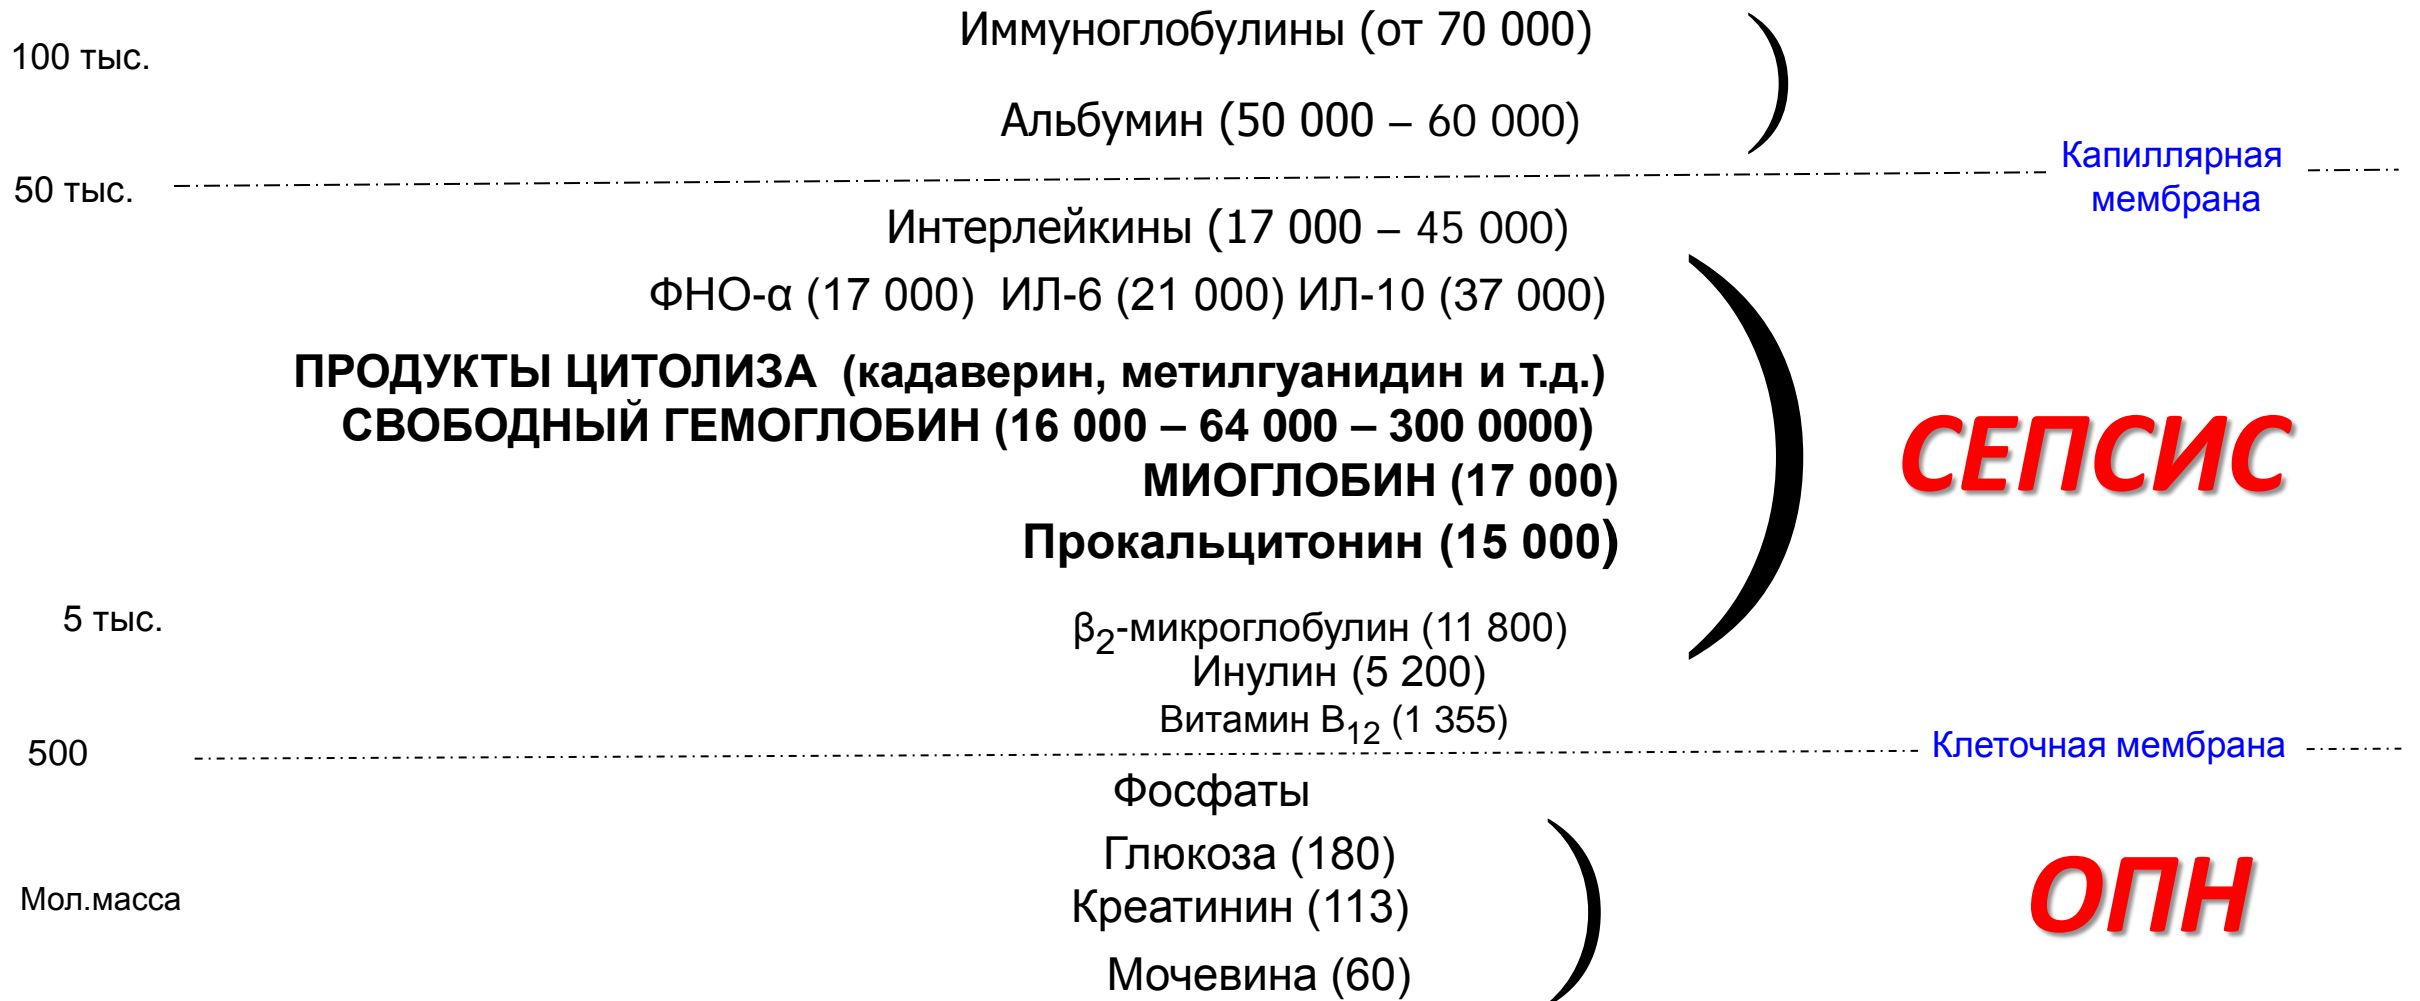 Иммуноглобулины (от 70 000)
100 тыс.
Альбумин (50 000 – 60 000)
Капиллярная
мембрана
50 тыс.
Интерлейкины (17 000 – 45 000)
ФНО-α (17 000) ИЛ-6 (21 000) ИЛ-10 (37 000)
ПРОДУКТЫ ЦИТОЛИЗА (кадаверин, метилгуанидин и т.д.)
СВОБОДНЫЙ ГЕМОГЛОБИН (16 000 – 64 000 – 300 0000)
СЕПСИС
МИОГЛОБИН (17 000)
Прокальцитонин (15 000)
5 тыс.
β2-микроглобулин (11 800)
Инулин (5 200)
Витамин B12 (1 355)
500
Клеточная мембрана
Фосфаты
Глюкоза (180)
Мол.масса
Креатинин (113)
ОПН
Мочевина (60)